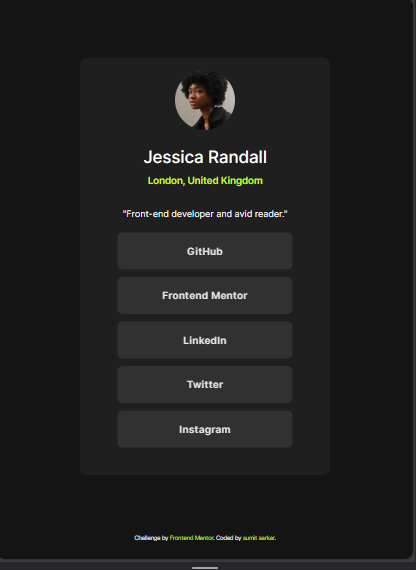 Jessica Randall
London, United Kingdom
"Front-end developer and avid reader."
GitHub
Frontend Mentor
LinkedIn
Twitter
Instagram
Challenge by Frontend Mentor. Coded by sumit sarkar.